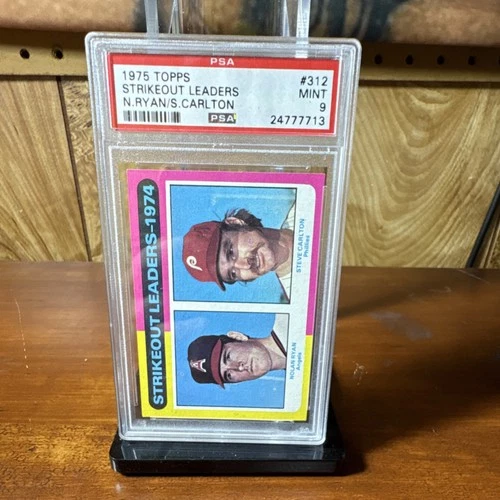 PSA
1975 TOPPS #312
STRIKEOUT LEADERS MINT
N.RYAN/S.CARLTON 9
PSA 24777713
STRIKEOUT LEADERS-1974
STEVE CARLTON
Phillies
NOLAN RYAN
Angels
P
A